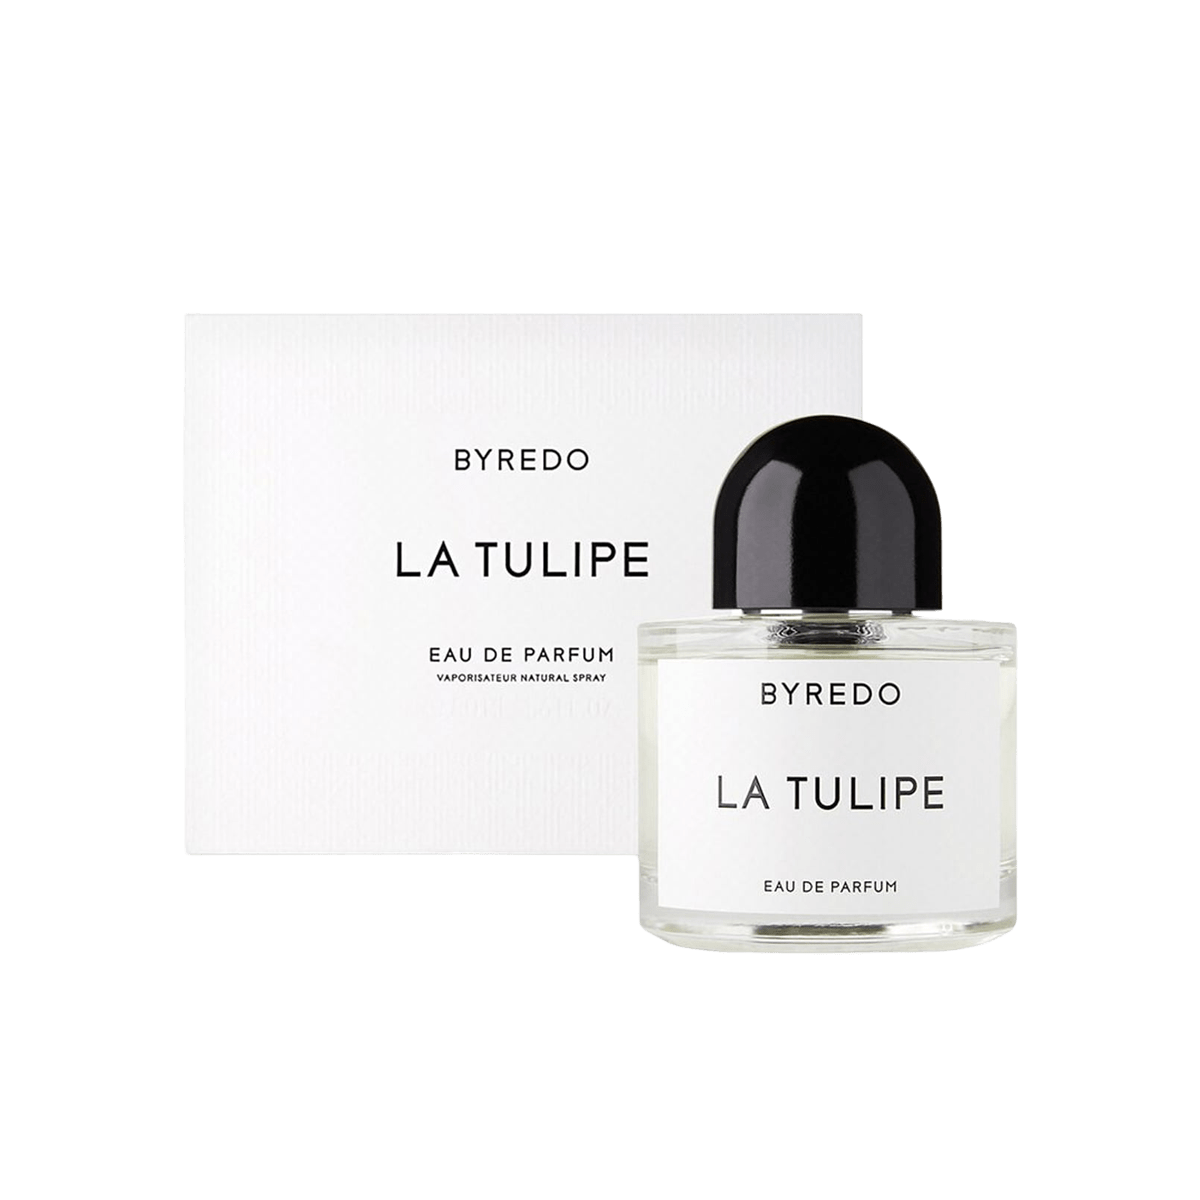 BYREDO
LA TULIPE
EAU DE PARFUM
VAPORISATEUR NATURAL SPRAY
BYREDO
LA TULIPE
EAU DE PARFUM